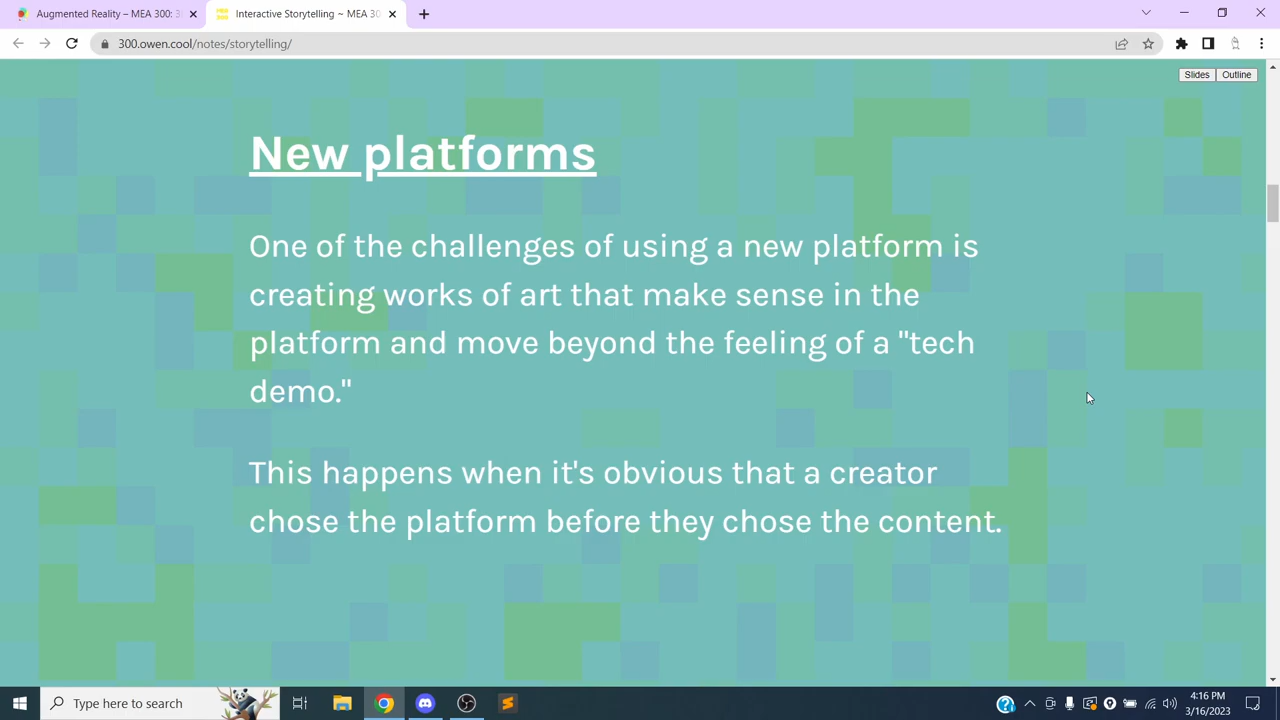 Augmented Reality – MEA 300: 3
Interactive Storytelling ~ MEA 30
300.owen.cool/notes/storytelling/
Slides Outline
New platforms
One of the challenges of using a new platform is
creating works of art that make sense in the
platform and move beyond the feeling of a "tech
demo."
This happens when it's obvious that a creator
chose the platform before they chose the content.
Type here to search
4:16 PM
3/16/2023